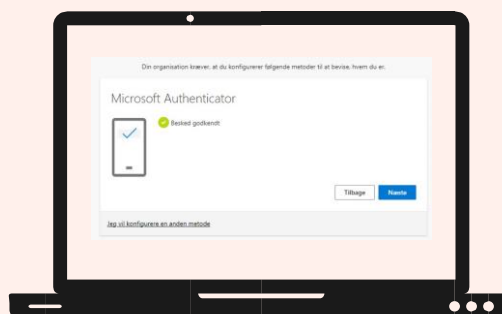 Din organisation kræver, at du konfigurerer følgende metoder til at bevise, hvem du er.
Microsoft Authenticator
Besked godkendt
Tilbage
Næste
Jeg vil konfigurere en anden metode